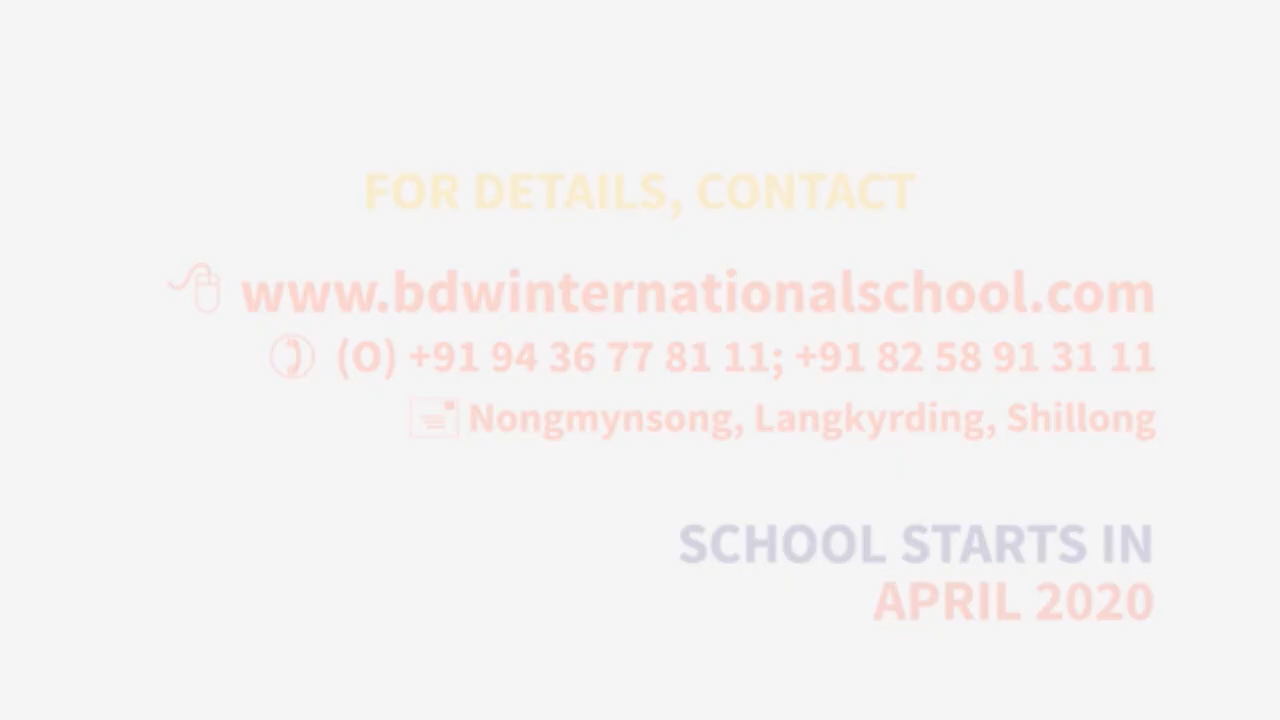 FOR DETAILS, CONTACT
www.bdwinternationalschool.com
(O) +91 94 36 77 81 11; +91 82 58 91 31 11
Nongmynsong, Langkyrding, Shillong
SCHOOL STARTS IN
APRIL 2020